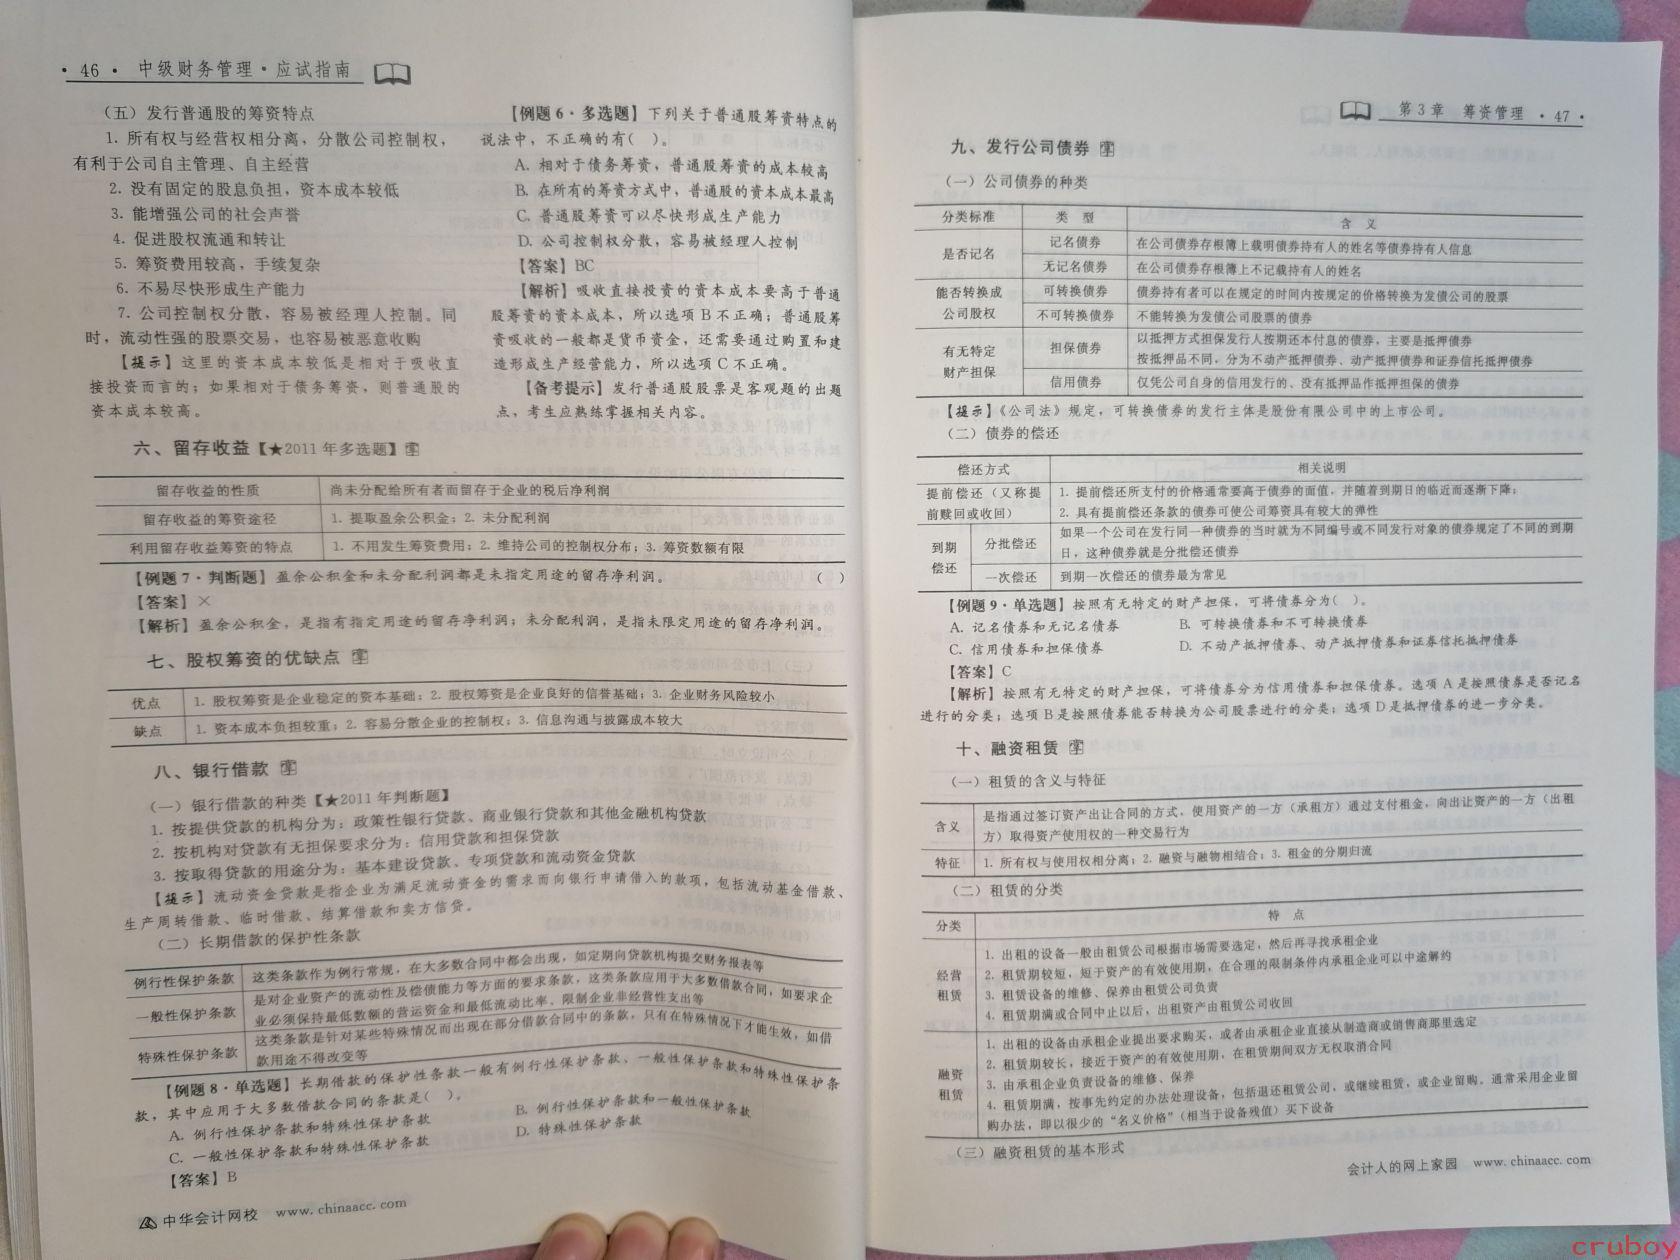 · 46 · 中级财务管理·应试指南
（五）发行普通股的筹资特点
1. 所有权与经营权相分离，分散公司控制权，
有利于公司自主管理、自主经营
2. 没有固定的股息负担，资本成本较低
3. 能增强公司的社会声誉
4. 促进股权流通和转让
5. 筹资费用较高，手续复杂
6. 不易尽快形成生产能力
7. 公司控制权分散，容易被经理人控制。同
时，流动性强的股票交易，也容易被恶意收购
【提示】这里的资本成本较低是相对于吸收直
接投资而言的；如果相对于债务筹资，则普通股的
资本成本较高。
【例题 6·多选题】下列关于普通股筹资特点的
说法中，不正确的有( )。
A. 相对于债务筹资，普通股筹资的成本较高
B. 在所有的筹资方式中，普通股的资本成本最高
C. 普通股筹资可以尽快形成生产能力
D. 公司控制权分散，容易被经理人控制
【答案】BC
【解析】吸收直接投资的资本成本要高于普通
股筹资的资本成本，所以选项 B 不正确；普通股筹
资吸收的一般都是货币资金，还需要通过购置和建
造形成生产经营能力，所以选项 C 不正确。
【备考提示】发行普通股股票是客观题的出题
点，考生应熟练掌握相关内容。
六、留存收益【★2011 年多选题】
留存收益的性质 尚未分配给所有者而留存于企业的税后净利润
留存收益的筹资途径 1. 提取盈余公积金；2. 未分配利润
利用留存收益筹资的特点 1. 不用发生筹资费用；2. 维持公司的控制权分布；3. 筹资数额有限
【例题 7·判断题】盈余公积金和未分配利润都是未指定用途的留存净利润。 ( )
【答案】×
【解析】盈余公积金，是指有指定用途的留存净利润；未分配利润，是指未限定用途的留存净利润。
七、股权筹资的优缺点
优点 1. 股权筹资是企业稳定的资本基础；2. 股权筹资是企业良好的信誉基础；3. 企业财务风险较小
缺点 1. 资本成本负担较重；2. 容易分散企业的控制权；3. 信息沟通与披露成本较大
八、银行借款
（一）银行借款的种类【★2011 年判断题】
1. 按提供贷款的机构分为：政策性银行贷款、商业银行贷款和其他金融机构贷款
2. 按机构对贷款有无担保要求分为：信用贷款和担保贷款
3. 按取得贷款的用途分为：基本建设贷款、专项贷款和流动资金贷款
【提示】流动资金贷款是指企业为满足流动资金的需求而向银行申请借入的款项，包括流动基金借款、
生产周转借款、临时借款、结算借款和卖方信贷。
（二）长期借款的保护性条款
例行性保护条款 这类条款作为例行常规，在大多数合同中都会出现，如定期向贷款机构提交财务报表等
一般性保护条款 是对企业资产的流动性及偿债能力等方面的要求条款，这类条款应用于大多数借款合同，如要求企
业必须保持最低数额的营运资金和最低流动比率、限制企业非经营性支出等
特殊性保护条款 这类条款是针对某些特殊情况而出现在部分借款合同中的条款，只有在特殊情况下才能生效，如借
款用途不得改变等
【例题 8·单选题】长期借款的保护性条款一般有例行性保护条款、一般性保护条款和特殊性保护条
款，其中应用于大多数借款合同的条款是( )。
A. 例行性保护条款和特殊性保护条款 B. 例行性保护条款和一般性保护条款
C. 一般性保护条款和特殊性保护条款 D. 特殊性保护条款
【答案】B
中华会计网校 www.chinaacc.com
第 3 章 筹资管理 · 47 ·
九、发行公司债券
（一）公司债券的种类
分类标准 类 型 含 义
是否记名 记名债券 在公司债券存根簿上载明债券持有人的姓名等债券持有人信息
无记名债券 在公司债券存根簿上不记载持有人的姓名
能否转换成公司股权 可转换债券 债券持有者可以在规定的时间内按规定的价格转换为发债公司的股票
不可转换债券 不能转换为发债公司股票的债券
有无特定财产担保 担保债券 以抵押方式担保发行人按期还本付息的债券，主要是抵押债券
按抵押品不同，分为不动产抵押债券、动产抵押债券和证券信托抵押债券
信用债券 仅凭公司自身的信用发行的、没有抵押品作抵押担保的债券
【提示】《公司法》规定，可转换债券的发行主体是股份有限公司中的上市公司。
（二）债券的偿还
偿还方式 相关说明
提前偿还（又称提前赎回或收回） 1. 提前偿还所支付的价格通常要高于债券的面值，并随着到期日的临近而逐渐下降；
2. 具有提前偿还条款的债券可使公司筹资具有较大的弹性
到期偿还 分批偿还 如果一个公司在发行同一种债券的当时就为不同编号或不同发行对象的债券规定了不同的到期
日，这种债券就是分批偿还债券
一次偿还 到期一次偿还的债券最为常见
【例题 9·单选题】按照有无特定的财产担保，可将债券分为( )。
A. 记名债券和无记名债券 B. 可转换债券和不可转换债券
C. 信用债券和担保债券 D. 不动产抵押债券、动产抵押债券和证券信托抵押债券
【答案】C
【解析】按照有无特定的财产担保，可将债券分为信用债券和担保债券。选项 A 是按照债券是否记名
进行的分类；选项 B 是按照债券能否转换为公司股票进行的分类；选项 D 是抵押债券的进一步分类。
十、融资租赁
（一）租赁的含义与特征
含义 是指通过签订资产出让合同的方式，使用资产的一方（承租方）通过支付租金，向出让资产的一方（出租
方）取得资产使用权的一种交易行为
特征 1. 所有权与使用权相分离；2. 融资与融物相结合；3. 租金的分期归流
（二）租赁的分类
分类 特 点
经营租赁 1. 出租的设备一般由租赁公司根据市场需要选定，然后再寻找承租企业
2. 租赁期较短，短于资产的有效使用期，在合理的限制条件内承租企业可以中途解约
3. 租赁设备的维修、保养由租赁公司负责
4. 租赁期满或合同中止以后，出租资产由租赁公司收回
融资租赁 1. 出租的设备由承租企业提出要求购买，或者由承租企业直接从制造商或销售商那里选定
2. 租赁期较长，接近于资产的有效使用期，在租赁期间双方无权取消合同
3. 由承租企业负责设备的维修、保养
4. 租赁期满，按事先约定的办法处理设备，包括退还租赁公司，或继续租赁，或企业留购。通常采用企业留
购办法，即以很少的“名义价格”（相当于设备残值）买下设备
（三）融资租赁的基本形式
会计人的网上家园 www.chinaacc.com
cruboy